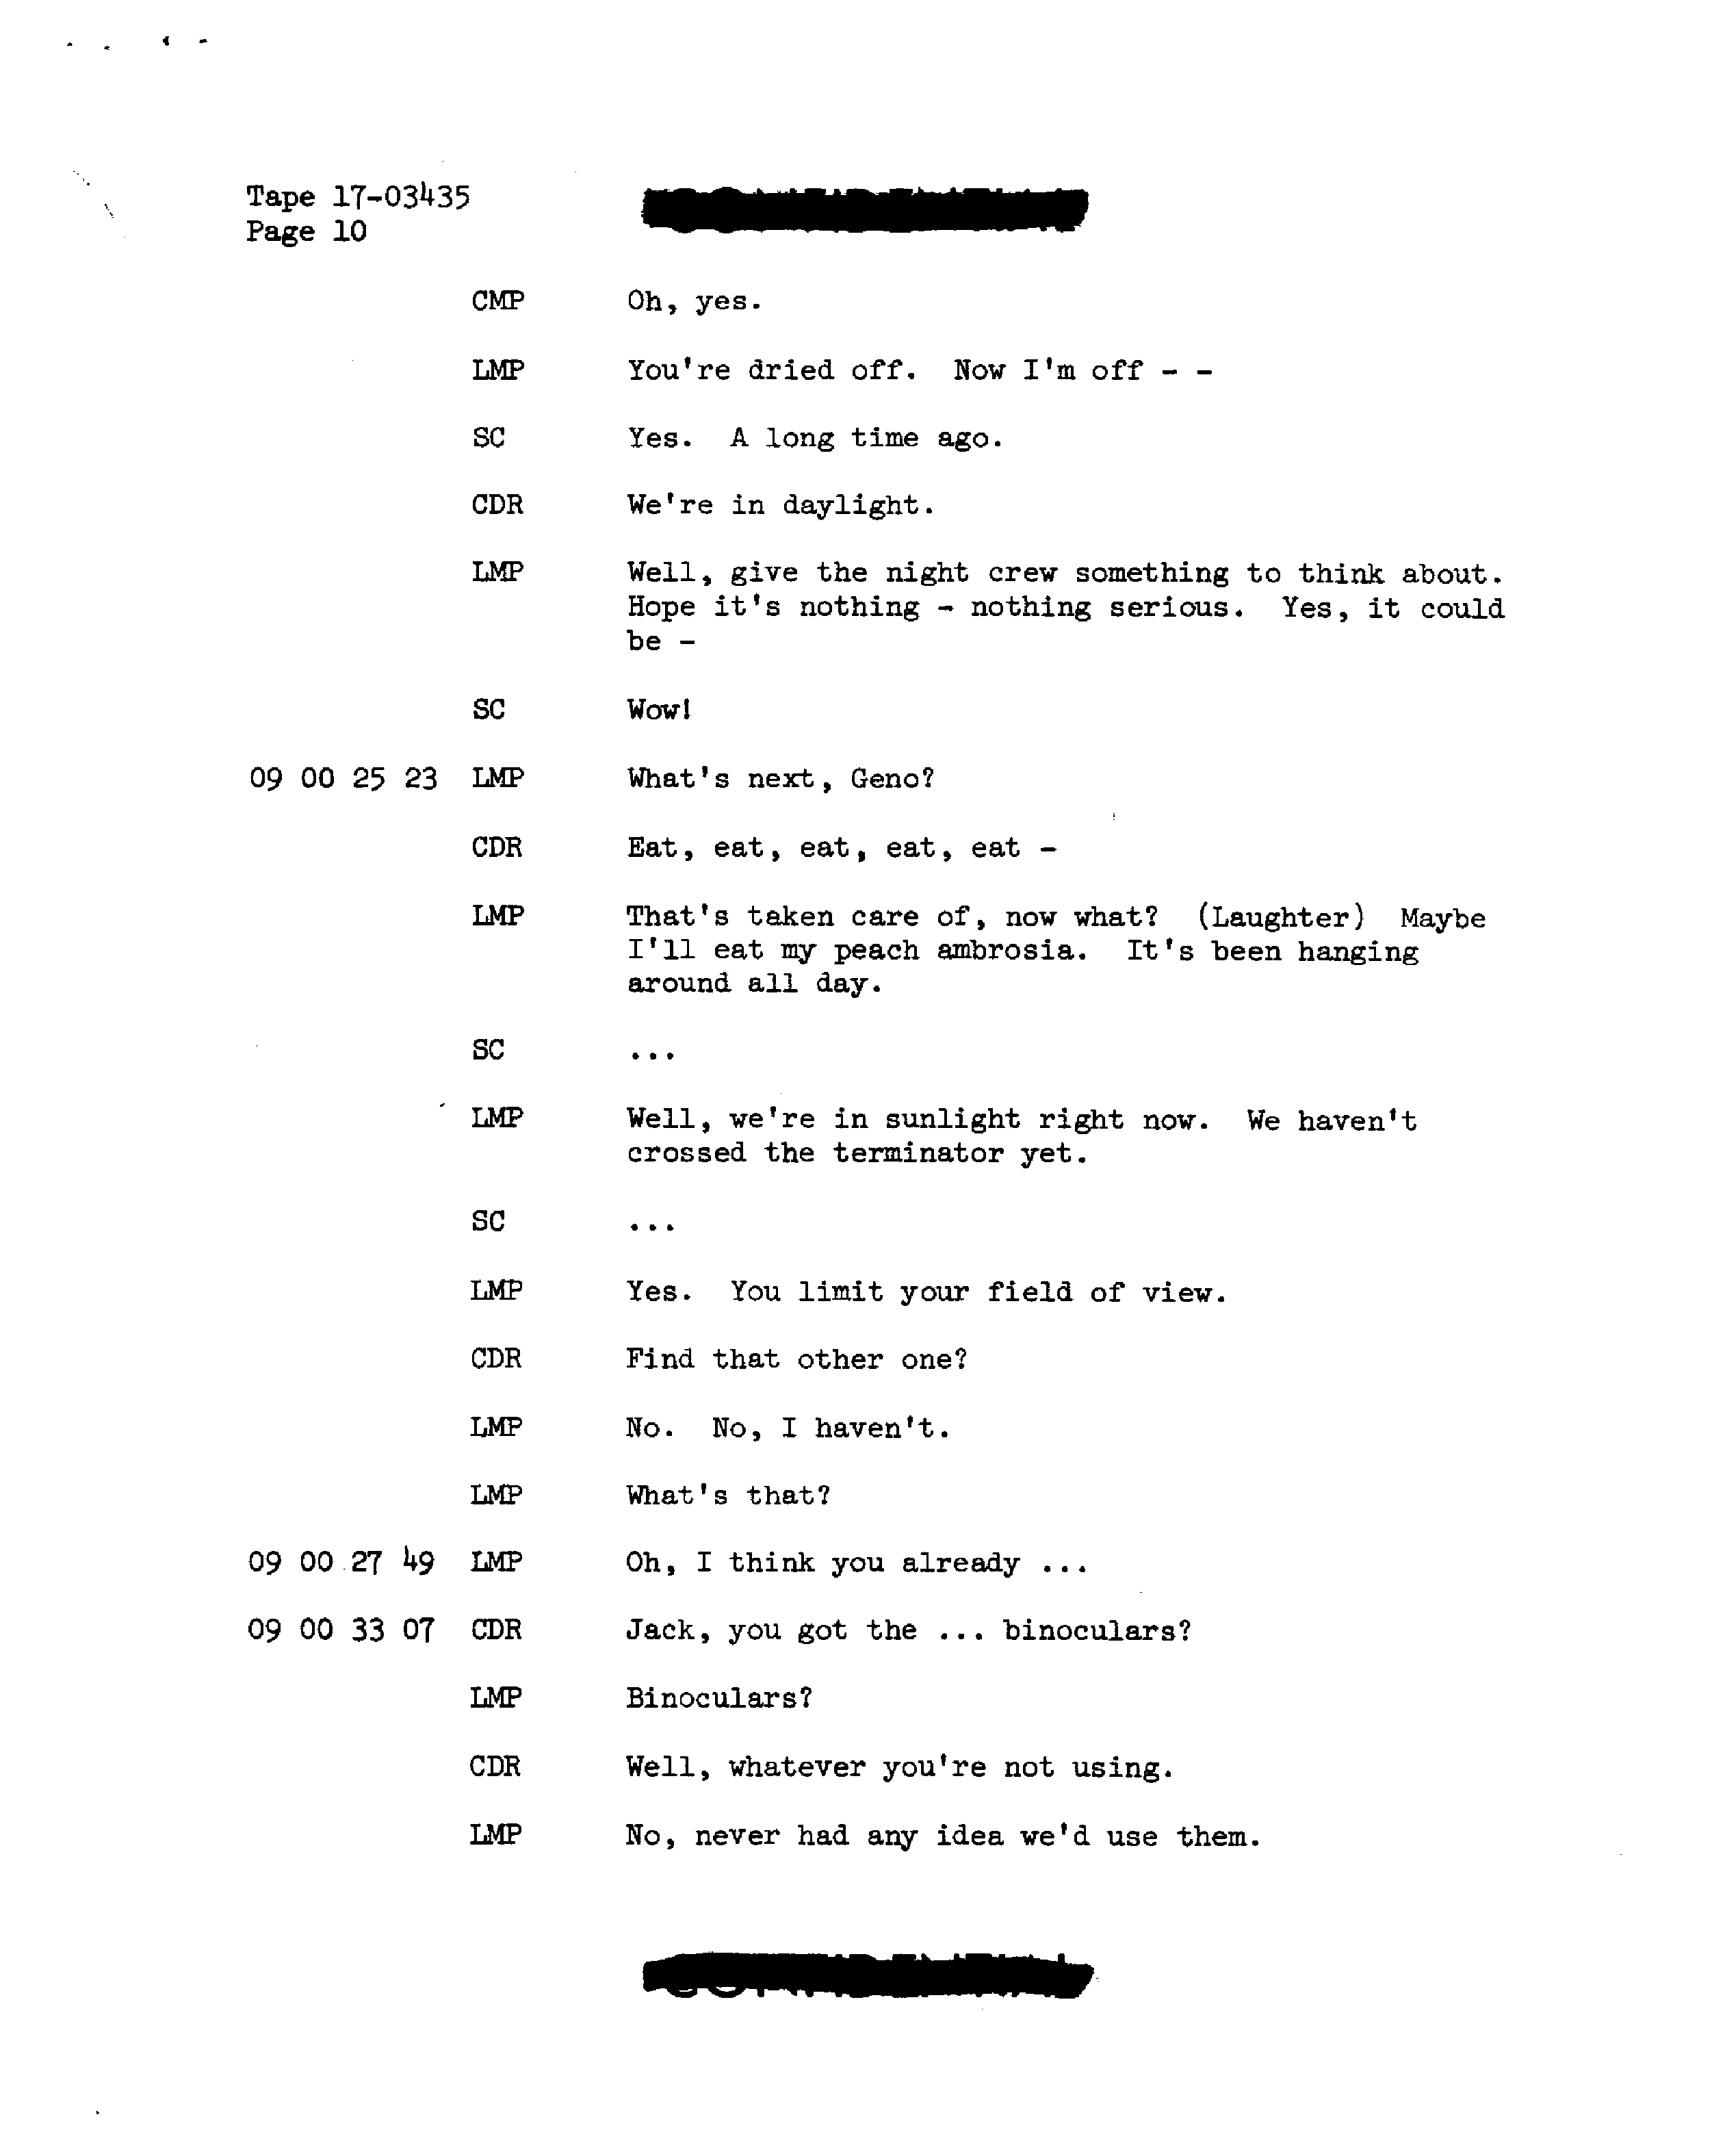 Tape 17-03435
Page 10
CMP Oh, yes.
LMP You're dried off. Now I'm off - -
SC Yes. A long time ago.
CDR We're in daylight.
LMP Well, give the night crew something to think about.
Hope it's nothing - nothing serious. Yes, it could
be -
SC Wow!
09 00 25 23 LMP What's next, Geno?
CDR Eat, eat, eat, eat, eat -
LMP That's taken care of, now what? (Laughter) Maybe
I'll eat my peach ambrosia. It's been hanging
around all day.
SC ...
LMP Well, we're in sunlight right now. We haven't
crossed the terminator yet.
SC ...
LMP Yes. You limit your field of view.
CDR Find that other one?
LMP No. No, I haven't.
LMP What's that?
09 00 27 49 LMP Oh, I think you already ...
09 00 33 07 CDR Jack, you got the ... binoculars?
LMP Binoculars?
CDR Well, whatever you're not using.
LMP No, never had any idea we'd use them.